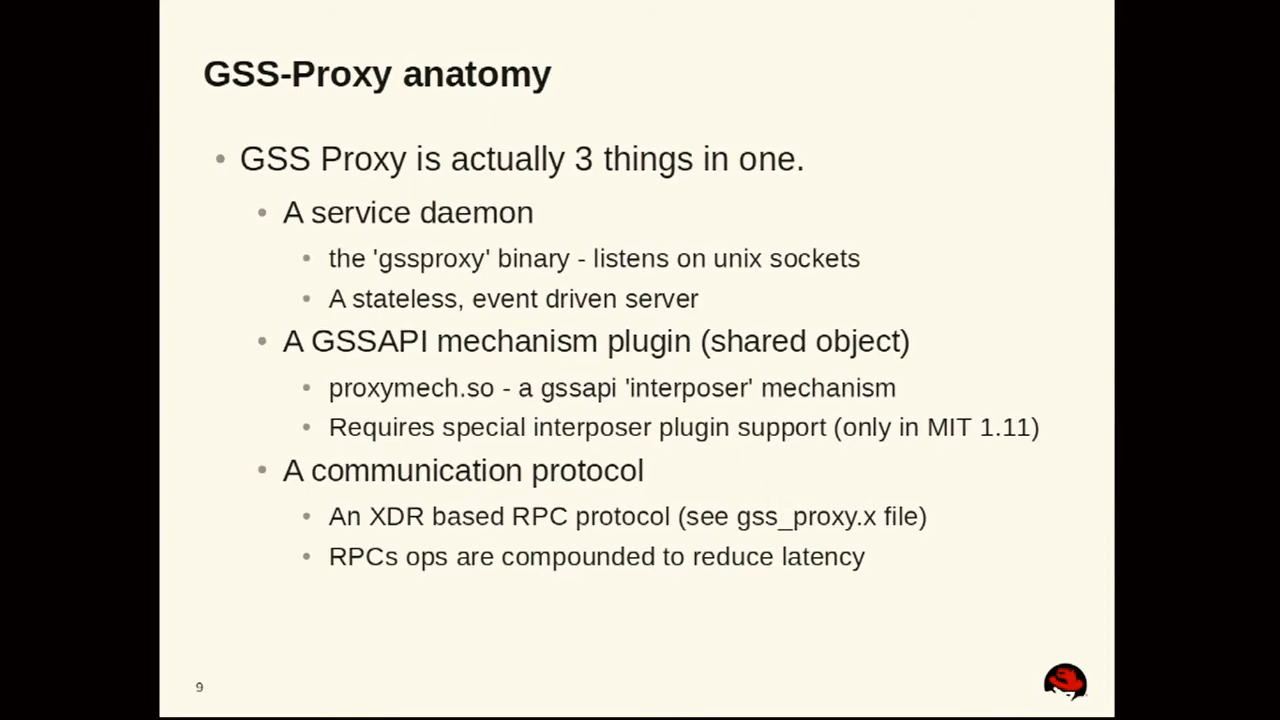 GSS-Proxy anatomy
• GSS Proxy is actually 3 things in one.
• A service daemon
• the 'gssproxy' binary - listens on unix sockets
• A stateless, event driven server
• A GSSAPI mechanism plugin (shared object)
• proxymech.so - a gssapi 'interposer' mechanism
• Requires special interposer plugin support (only in MIT 1.11)
• A communication protocol
• An XDR based RPC protocol (see gss_proxy.x file)
• RPCs ops are compounded to reduce latency
9